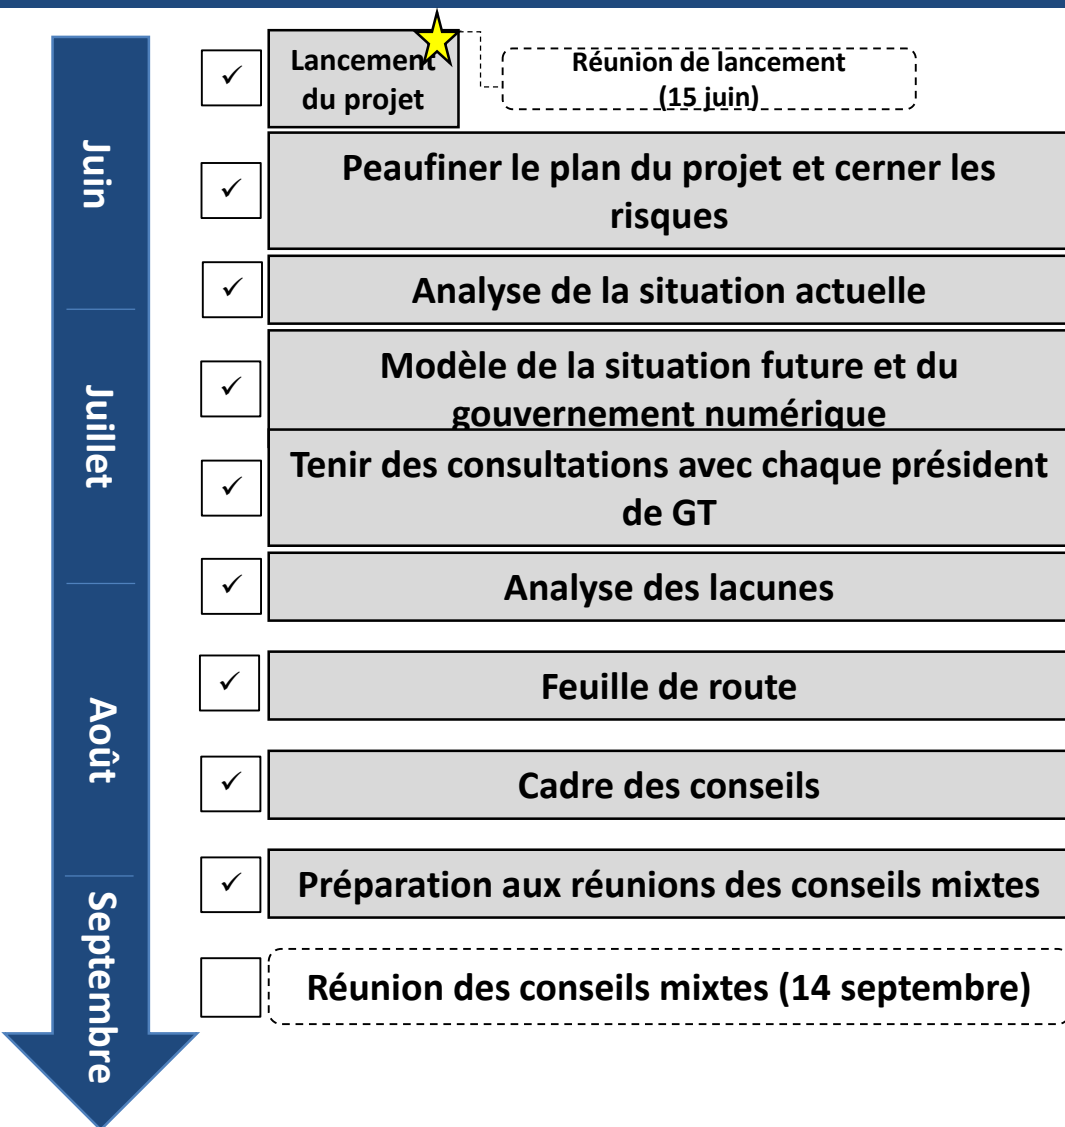 Juin
Juillet
Août
Septembre
✓
Lancement
du projet
Réunion de lancement
(15 juin)
✓
Peaufiner le plan du projet et cerner les
risques
✓
Analyse de la situation actuelle
✓
Modèle de la situation future et du
gouvernement numérique
✓
Tenir des consultations avec chaque président
de GT
✓
Analyse des lacunes
✓
Feuille de route
✓
Cadre des conseils
✓
Préparation aux réunions des conseils mixtes
Réunion des conseils mixtes (14 septembre)